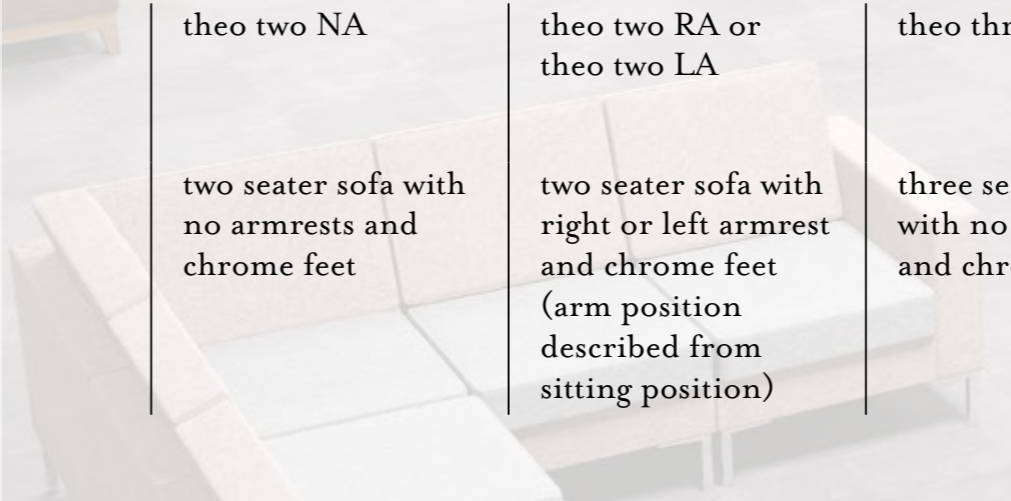 theo two NA
two seater sofa with
no armrests and
chrome feet
theo two RA or
theo two LA
two seater sofa with
right or left armrest
and chrome feet
(arm position
described from
sitting position)
theo
three
with no
and